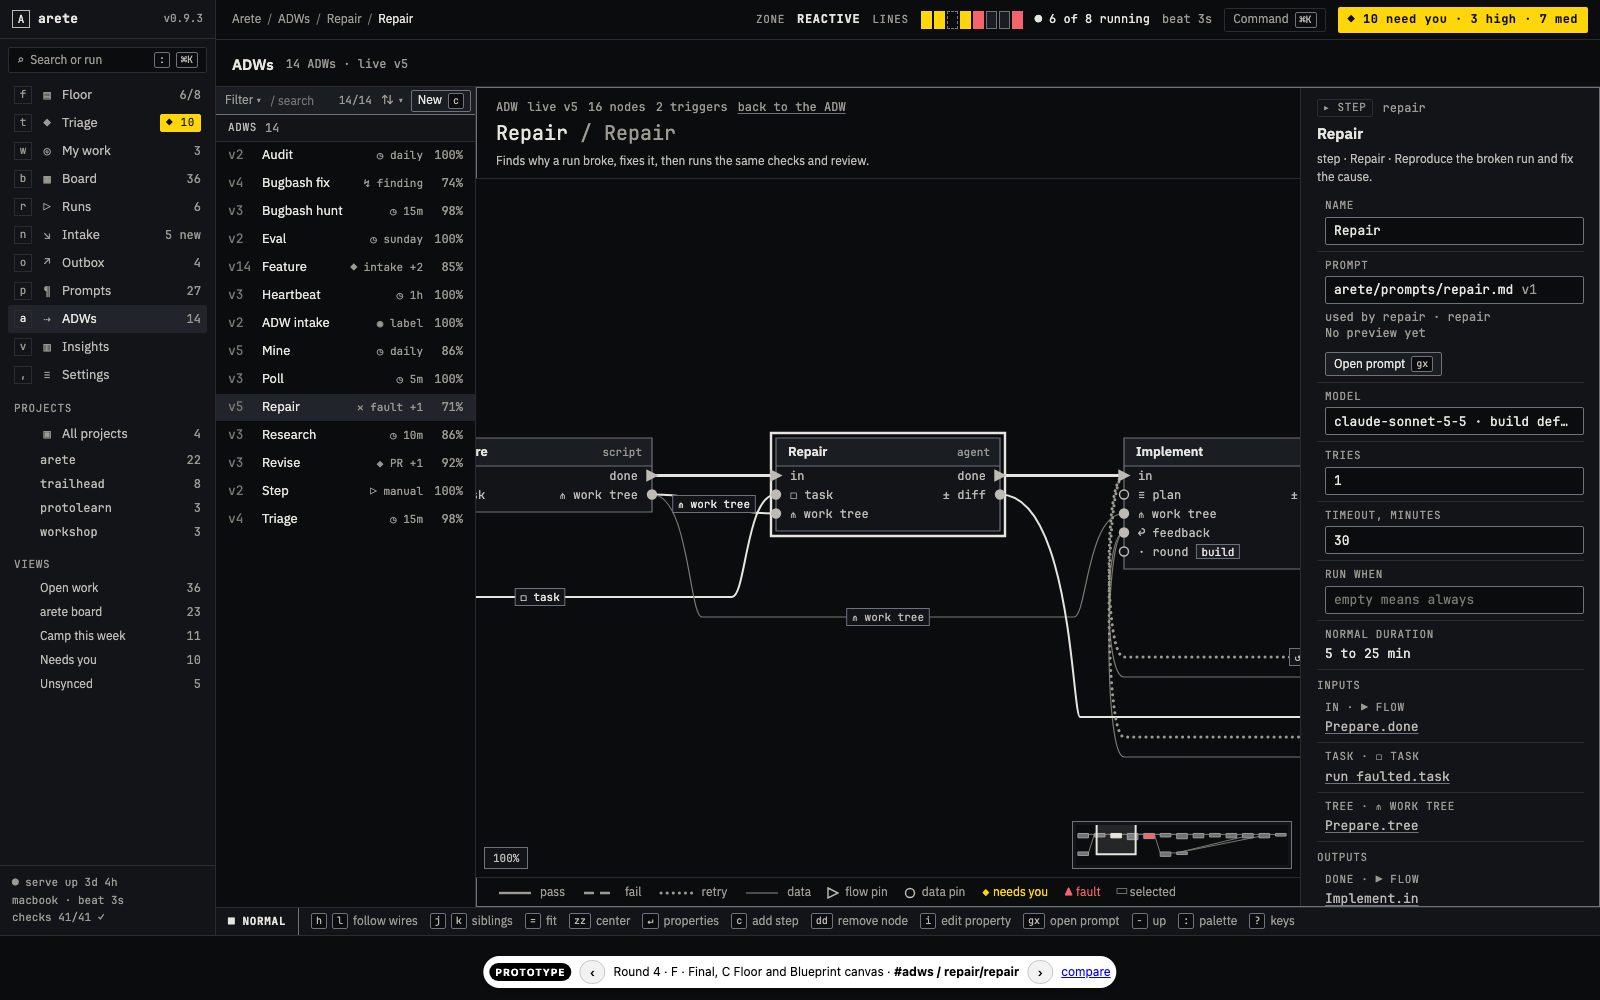 A arete v0.9.3
Arete / ADWs / Repair / Repair
ZONE REACTIVE LINES 6 of 8 running beat 3s Command ⌘K ◆ 10 need you · 3 high · 7 med
Search or run : ⌘K
f Floor 6/8
t Triage ◆ 10
w My work 3
b Board 36
r Runs 6
n Intake 5 new
o Outbox 4
p Prompts 27
a ADWs 14
v Insights
, Settings
PROJECTS
All projects 4
arete 22
trailhead 8
protolearn 3
workshop 3
VIEWS
Open work 36
arete board 23
Camp this week 11
Needs you 10
Unsynced 5
● serve up 3d 4h
macbook · beat 3s
checks 41/41 ✓
ADWs 14 ADWs · live v5
Filter / search 14/14 New c
ADWS 14
v2 Audit daily 100%
v4 Bugbash fix finding 74%
v3 Bugbash hunt 15m 98%
v2 Eval sunday 100%
v14 Feature ◆ intake +2 85%
v3 Heartbeat 1h 100%
v2 ADW intake label 100%
v5 Mine daily 86%
v3 Poll 5m 100%
v5 Repair × fault +1 71%
v3 Research 10m 86%
v3 Revise ◆ PR +1 92%
v2 Step ▷ manual 100%
v4 Triage 15m 98%
ADW live v5 16 nodes 2 triggers back to the ADW
Repair / Repair
Finds why a run broke, fixes it, then runs the same checks and review.
re script
done
sk work tree
work tree
Repair agent
in done
task ± diff
work tree
Implement
in
≡ plan ±
work tree
feedback
· round build
task
work tree
100%
pass fail retry data flow pin data pin ◆ needs you ▲ fault selected
▸ STEP repair
Repair
step · Repair · Reproduce the broken run and fix
the cause.
NAME
Repair
PROMPT
arete/prompts/repair.md v1
used by repair · repair
No preview yet
Open prompt gx
MODEL
claude-sonnet-5-5 · build def…
TRIES
1
TIMEOUT, MINUTES
30
RUN WHEN
empty means always
NORMAL DURATION
5 to 25 min
INPUTS
IN · ▶ FLOW
Prepare.done
TASK · □ TASK
run faulted.task
TREE · WORK TREE
Prepare.tree
OUTPUTS
DONE · ▶ FLOW
Implement.in
■ NORMAL h l follow wires j k siblings = fit zz center ↵ properties c add step dd remove node i edit property gx open prompt - up : palette ? keys
PROTOTYPE ‹ Round 4 · F · Final, C Floor and Blueprint canvas · #adws / repair/repair › compare